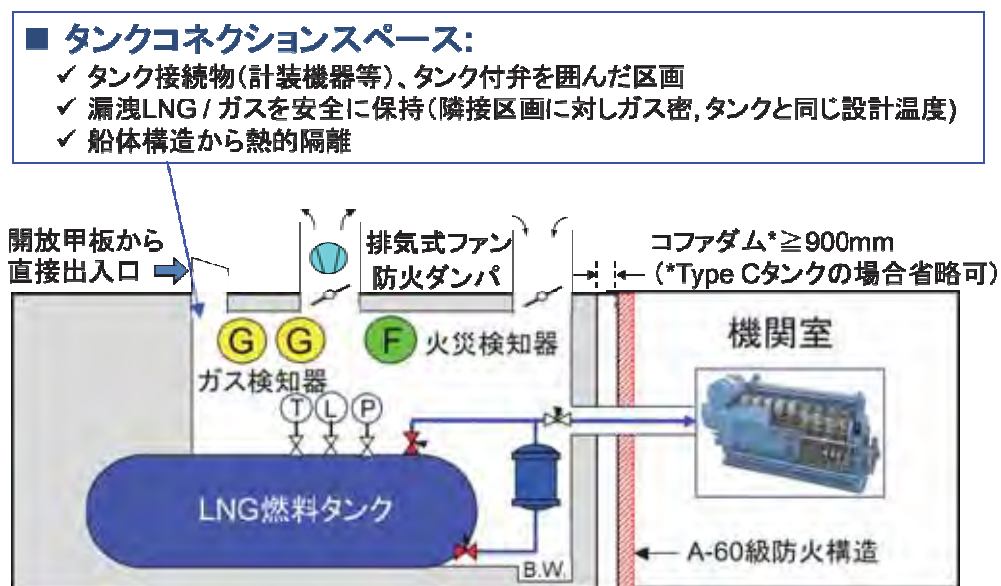 ■ タンクコネクションスペース:
✓ タンク接続物(計装機器等)、タンク付弁を囲んだ区画
✓ 漏洩LNG / ガスを安全に保持(隣接区画に対しガス密, タンクと同じ設計温度)
✓ 船体構造から熱的隔離
開放甲板から
直接出入口
排気式ファン
防火ダンパ
コファダム*≧900mm
(*Type Cタンクの場合省略可)
G G F 火災検知器
ガス検知器
機関室
T L P
LNG燃料タンク
A-60級防火構造
B.W.